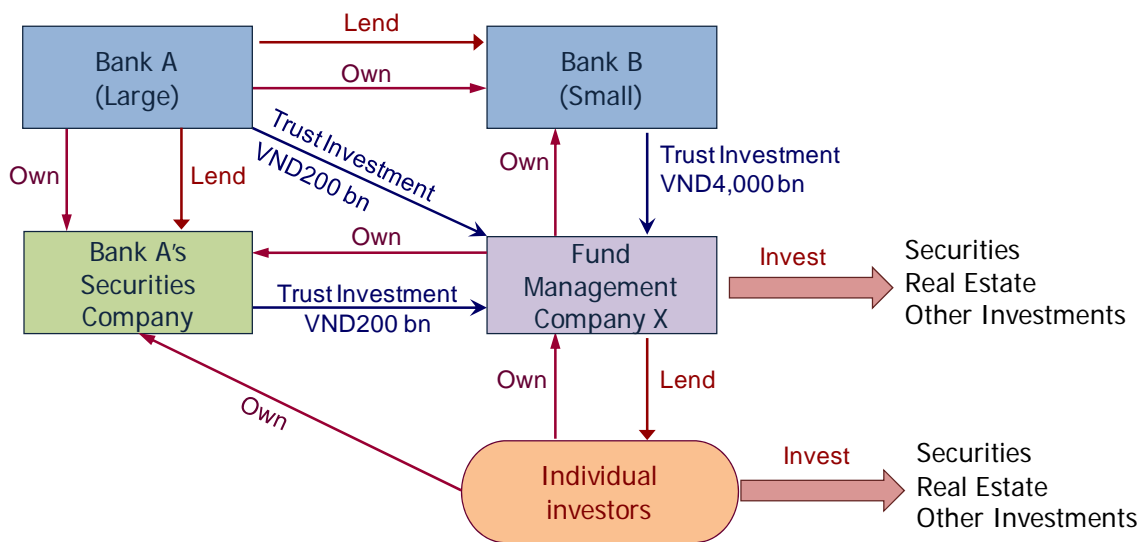 Lend
Bank A
(Large)
Own
Bank B
(Small)
Own
Lend
Trust Investment
VND200 bn
Own
Trust Investment
VND4,000 bn
Bank A's
Securities
Company
Own
Trust Investment
VND200 bn
Fund
Management
Company X
Invest
Securities
Real Estate
Other Investments
Own
Own
Lend
Individual
investors
Invest
Securities
Real Estate
Other Investments